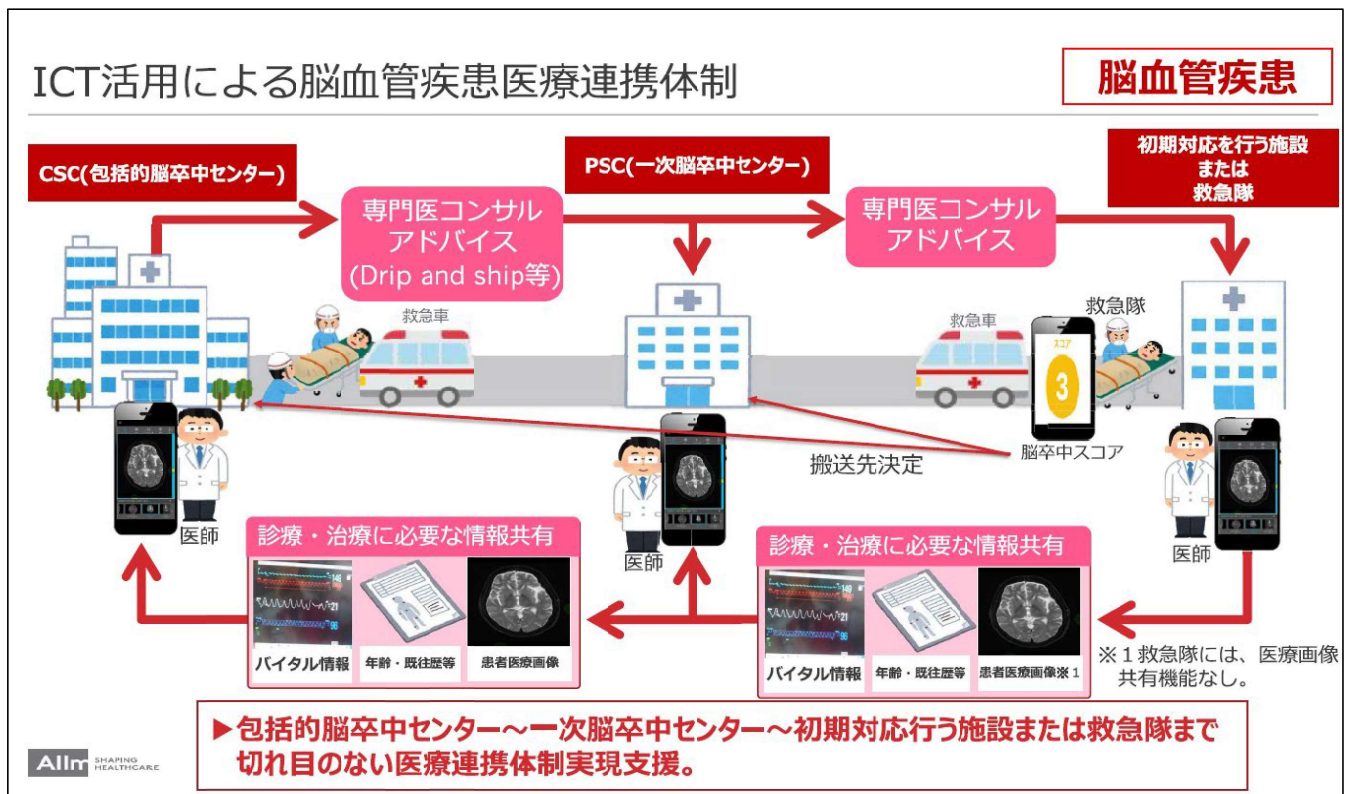 ICT活用による脳血管疾患医療連携体制
脳血管疾患
CSC(包括的脳卒中センター)
PSC(一次脳卒中センター)
初期対応を行う施設
または
救急隊
専門医コンサル
アドバイス
(Drip and ship等)
専門医コンサル
アドバイス
救急車
救急車
救急隊
スコア
3
脳卒中スコア
搬送先決定
医師
医師
医師
診療・治療に必要な情報共有
146
21
96
バイタル情報
年齢・既往歴等
患者医療画像
診療・治療に必要な情報共有
140
21
96
バイタル情報
年齢・既往歴等
患者医療画像※1
※1救急隊には、医療画像
共有機能なし。
▶包括的脳卒中センター~一次脳卒中センター~初期対応行う施設または救急隊まで
切れ目のない医療連携体制実現支援。
Allm SHAPING
HEALTHCARE